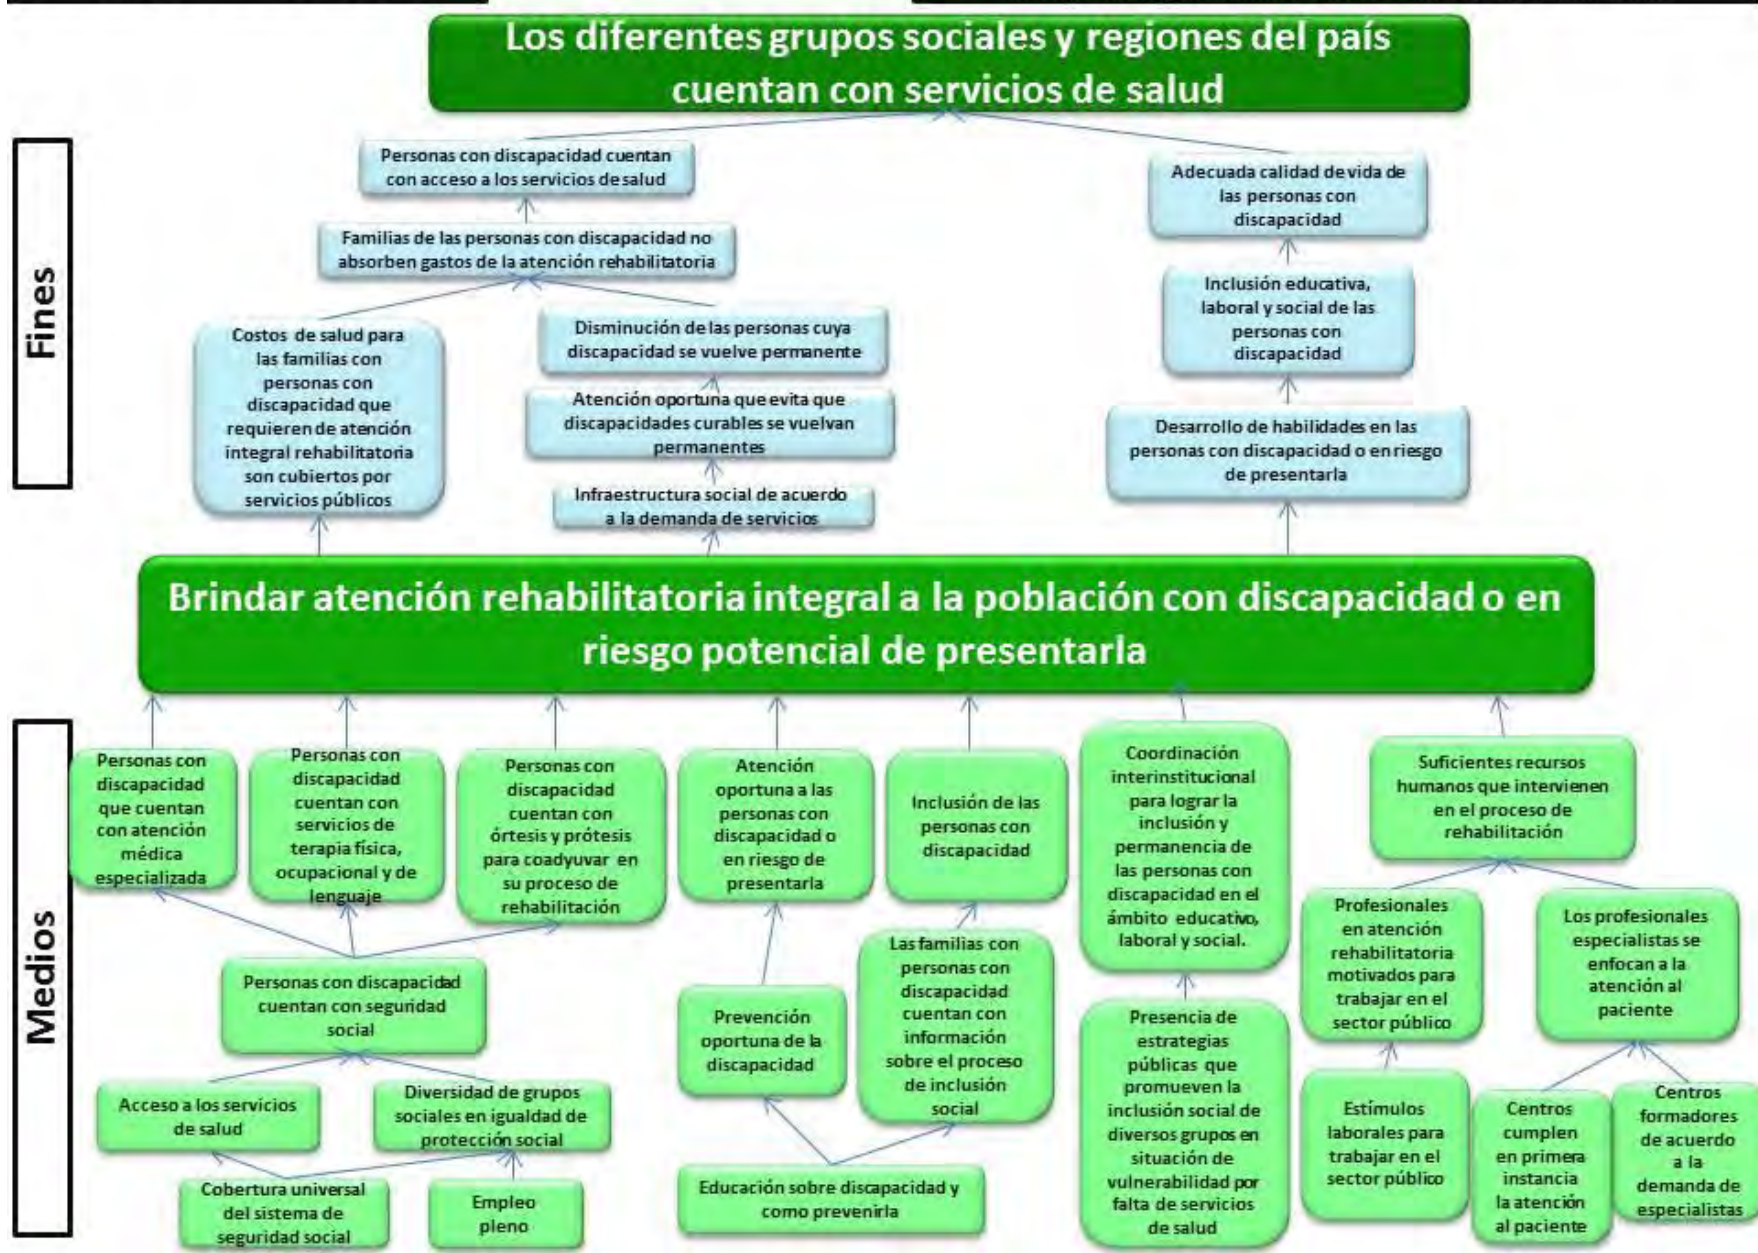 Los diferentes grupos sociales y regiones del país
cuentan con servicios de salud
Fines
Personas con discapacidad cuentan
con acceso a los servicios de salud
Adecuada calidad de vida de
las personas con
discapacidad
Familias de las personas con discapacidad no
absorben gastos de la atención rehabilitatoria
Inclusión educativa,
laboral y social de las
personas con
discapacidad
Costos de salud para
las familias con
personas con
discapacidad que
requieren de atención
integral rehabilitatoria
son cubiertos por
servicios públicos
Disminución de las personas cuya
discapacidad se vuelve permanente
Atención oportuna que evita que
discapacidades curables se vuelvan
permanentes
Infraestructura social de acuerdo
a la demanda de servicios
Desarrollo de habilidades en las
personas con discapacidad o en riesgo
de presentarla
Brindar atención rehabilitatoria integral a la población con discapacidad o en
riesgo potencial de presentarla
Medios
Personas con
discapacidad
que cuentan
con atención
médica
especializada
Personas con
discapacidad
cuentan con
servicios de
terapia física,
ocupacional y de
lenguaje
Personas con
discapacidad
cuentan con
órtesis y prótesis
para coadyuvar en
su proceso de
rehabilitación
Atención
oportuna a las
personas con
discapacidad o
en riesgo de
presentarla
Inclusión de las
personas con
discapacidad
Coordinación
interinstitucional
para lograr la
inclusión y
permanencia de
las personas con
discapacidad en el
ámbito educativo,
laboral y social.
Suficientes recursos
humanos que intervienen
en el proceso de
rehabilitación
Personas con discapacidad
cuentan con seguridad
social
Prevención
oportuna de la
discapacidad
Las familias con
personas con
discapacidad
cuentan con
información
sobre el proceso
de inclusión
social
Presencia de
estrategias
públicas que
promueven la
inclusión social de
diversos grupos en
situación de
vulnerabilidad por
falta de servicios
de salud
Profesionales
en atención
rehabilitatoria
motivados para
trabajar en el
sector público
Los profesionales
especialistas se
enfocan a la
atención al
paciente
Acceso a los servicios
de salud
Diversidad de grupos
sociales en igualdad de
protección social
Estímulos
laborales para
trabajar en el
sector público
Centros
cumplen
en primera
instancia
la atención
al paciente
Centros
formadores
de acuerdo
a la
demanda de
especialistas
Cobertura universal
del sistema de
seguridad social
Empleo
pleno
Educación sobre discapacidad y
como prevenirla